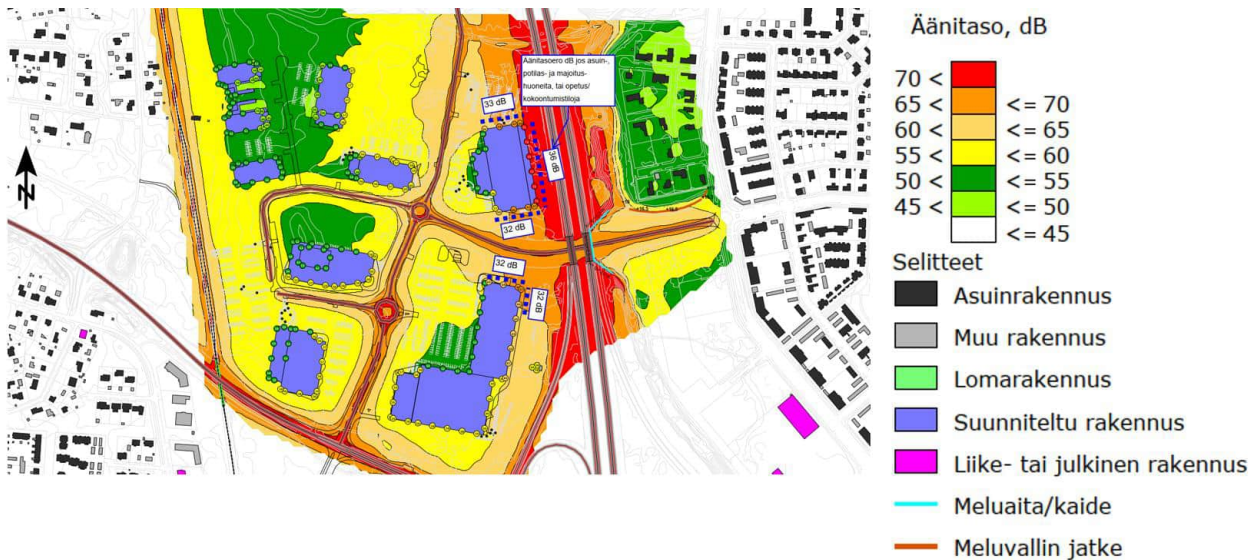 Äänitasoero dB jos asuin-,
potilas- ja majoitus-
huoneita, tai opetus/
kokoontumistiloja
33 dB
36 dB
32 dB
32 dB
32 dB
N
Äänitaso, dB
70 <
65 < <= 70
60 < <= 65
55 < <= 60
50 < <= 55
45 < <= 50
<= 45
Selitteet
Asuinrakennus
Muu rakennus
Lomarakennus
Suunniteltu rakennus
Liike- tai julkinen rakennus
Meluaita/kaide
Meluvallin jatke